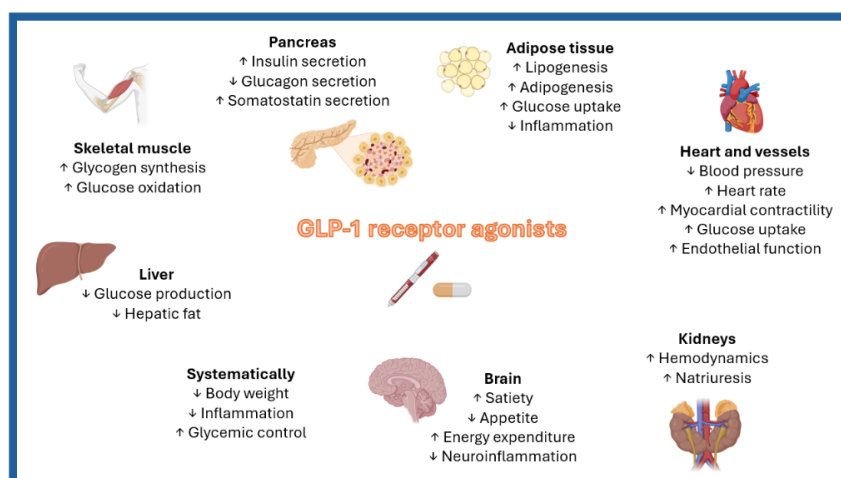 Pancreas
↑ Insulin secretion
↓ Glucagon secretion
↑ Somatostatin secretion
Adipose tissue
↑ Lipogenesis
↑ Adipogenesis
↑ Glucose uptake
↓ Inflammation
Skeletal muscle
↑ Glycogen synthesis
↑ Glucose oxidation
Heart and vessels
↓ Blood pressure
↑ Heart rate
↑ Myocardial contractility
↑ Glucose uptake
↑ Endothelial function
GLP-1 receptor agonists
Liver
↓ Glucose production
↓ Hepatic fat
Systematically
↓ Body weight
↓ Inflammation
↑ Glycemic control
Brain
↑ Satiety
↓ Appetite
↑ Energy expenditure
↓ Neuroinflammation
Kidneys
↑ Hemodynamics
↑ Natriuresis